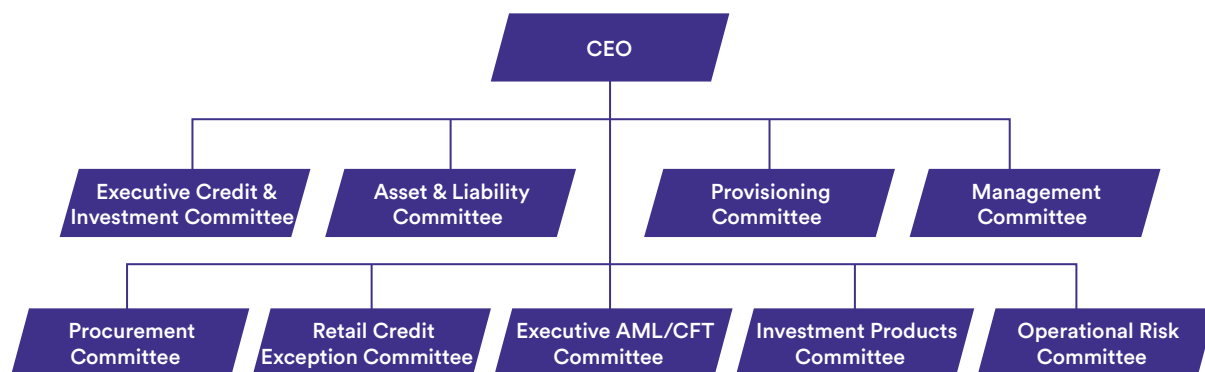 CEO
Executive Credit &
Investment Committee
Asset & Liability
Committee
Provisioning
Committee
Management
Committee
Procurement
Committee
Retail Credit
Exception Committee
Executive AML/CFT
Committee
Investment Products
Committee
Operational Risk
Committee